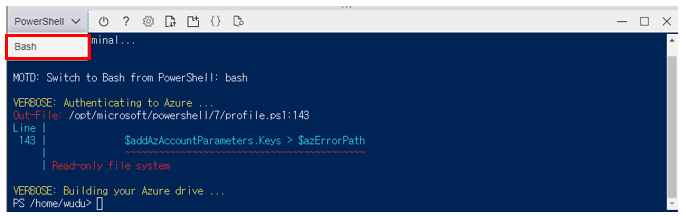 PowerShell
Bash
minal...
MOTD: Switch to Bash from PowerShell: bash
VERBOSE: Authenticating to Azure ...
Out-File: /opt/microsoft/powershell/7/profile.ps1:143
Line |
143 | $addAzAccountParameters.Keys > $azErrorPath
| ~~~~~~~~~~~~~~~~~~~~~~~~~~~~~~~~~~~~~~~~~~~
| Read-only file system
VERBOSE: Building your Azure drive ...
PS /home/wudu>